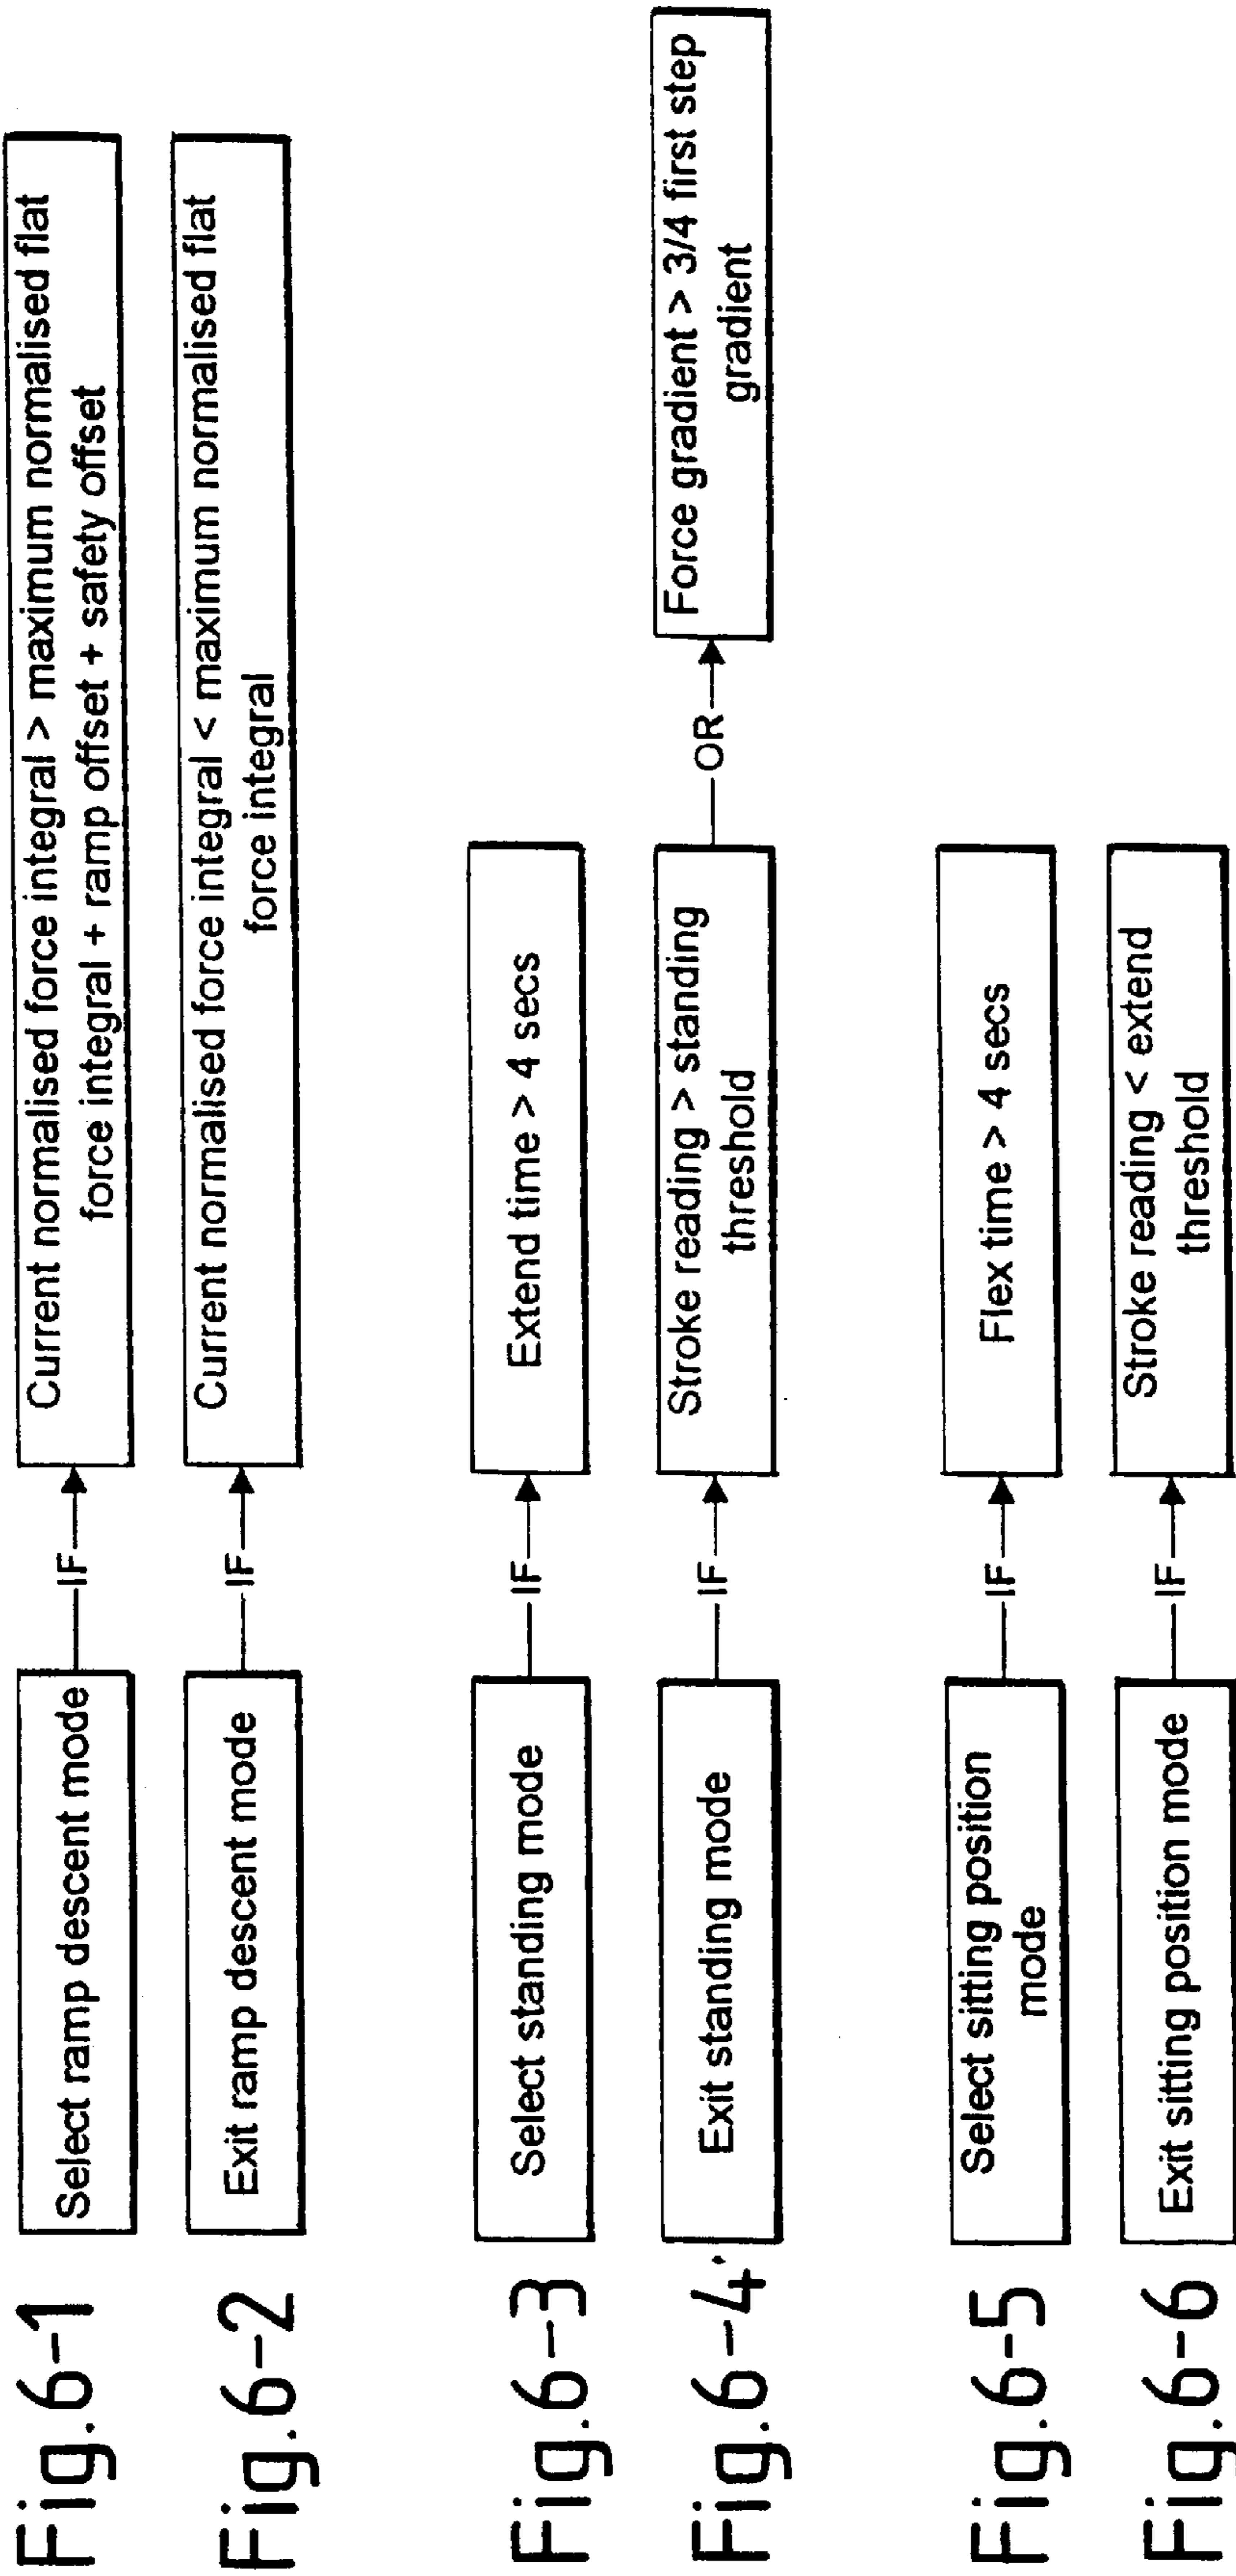 Fig.6-1
Select ramp descent mode
IF
Current normalised force integral > maximum normalised flat
force integral + ramp offset + safety offset
Fig.6-2
Exit ramp descent mode
IF
Current normalised force integral < maximum normalised flat
force integral
Fig.6-3
Select standing mode
IF
Extend time > 4 secs
Fig.6-4
Exit standing mode
IF
Stroke reading > standing
threshold
OR
Force gradient > 3/4 first step
gradient
Fig.6-5
Select sitting position
mode
IF
Flex time > 4 secs
Fig.6-6
Exit sitting position mode
IF
Stroke reading < extend
threshold